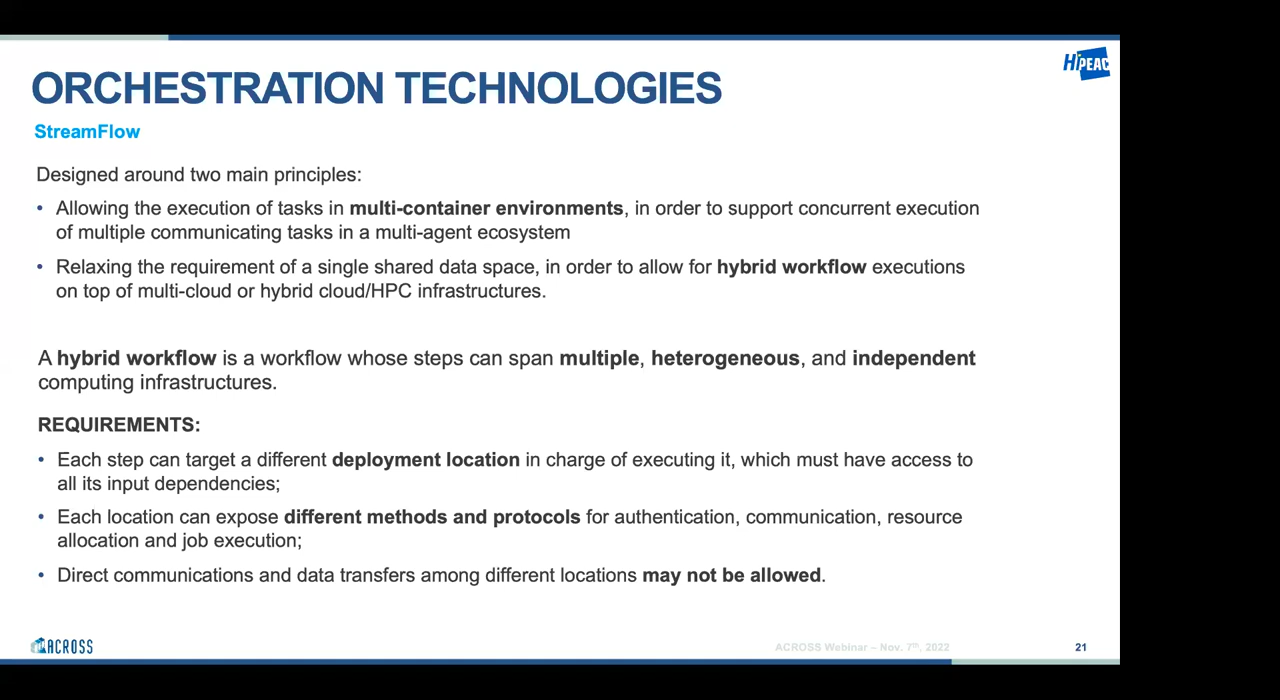 HiPEAC
ORCHESTRATION TECHNOLOGIES
StreamFlow
Designed around two main principles:
• Allowing the execution of tasks in multi-container environments, in order to support concurrent execution
of multiple communicating tasks in a multi-agent ecosystem
• Relaxing the requirement of a single shared data space, in order to allow for hybrid workflow executions
on top of multi-cloud or hybrid cloud/HPC infrastructures.
A hybrid workflow is a workflow whose steps can span multiple, heterogeneous, and independent
computing infrastructures.
REQUIREMENTS:
• Each step can target a different deployment location in charge of executing it, which must have access to
all its input dependencies;
• Each location can expose different methods and protocols for authentication, communication, resource
allocation and job execution;
• Direct communications and data transfers among different locations may not be allowed.
ACROSS
ACROSS Webinar – Nov. 7th, 2022
21